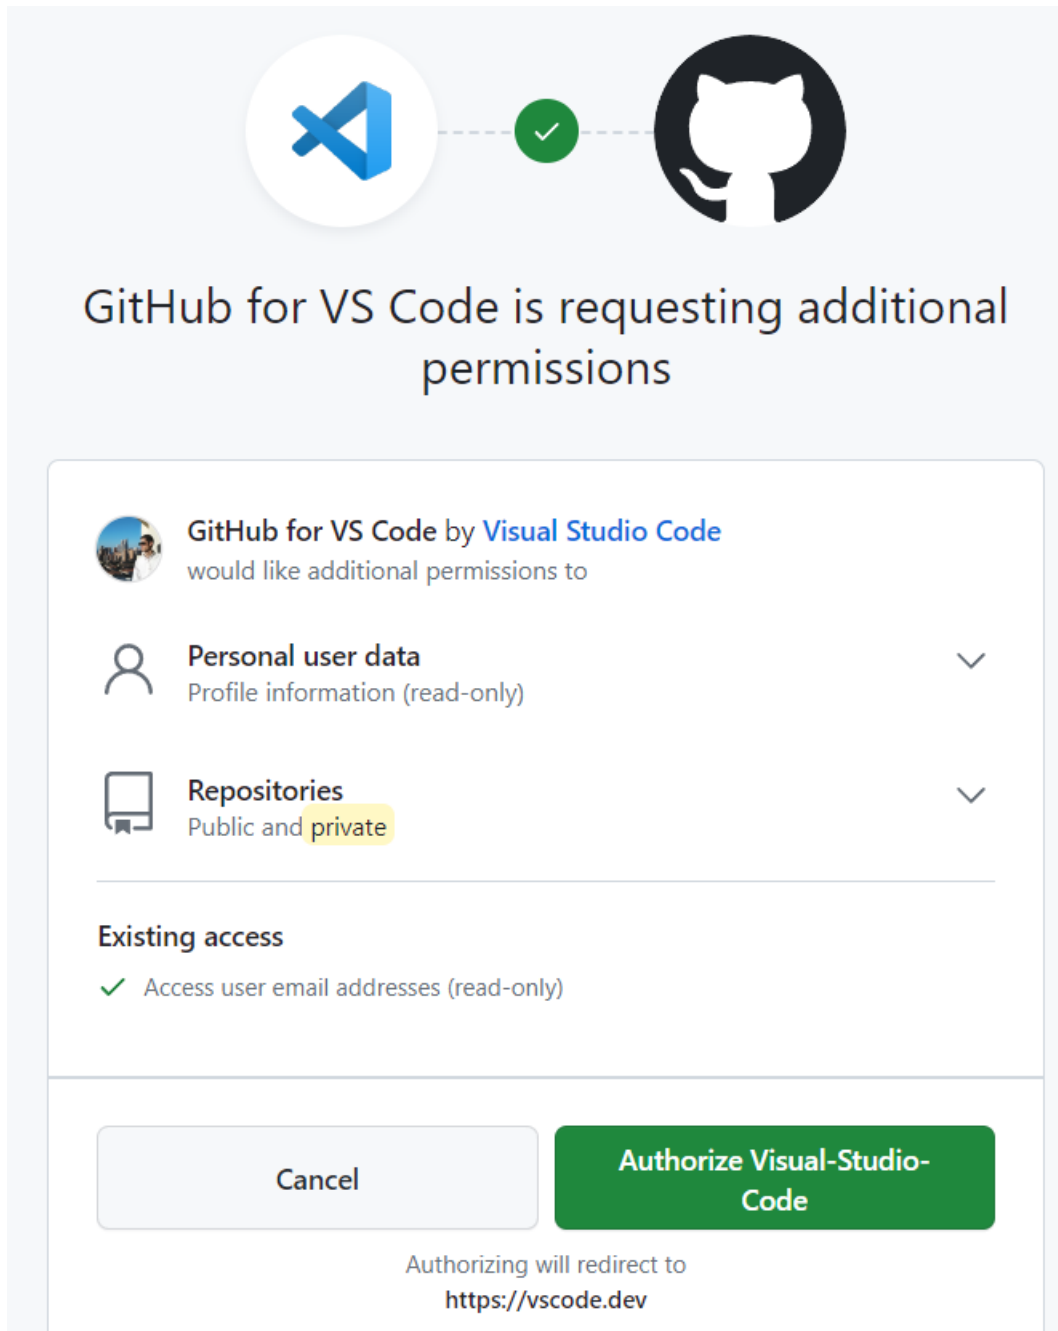 GitHub for VS Code is requesting additional
permissions
GitHub for VS Code by Visual Studio Code
would like additional permissions to
Personal user data
Profile information (read-only)
Repositories
Public and private
Existing access
Access user email addresses (read-only)
Cancel
Authorize Visual-Studio-
Code
Authorizing will redirect to
https://vscode.dev